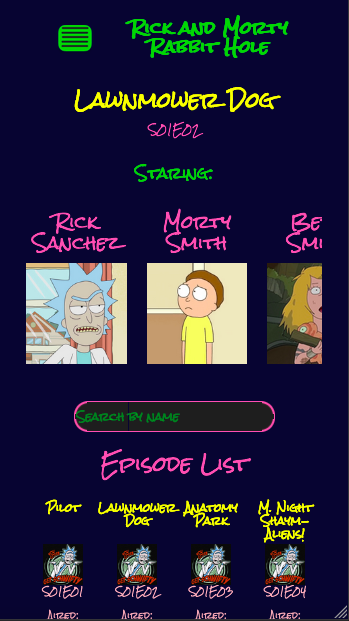 Rick and Morty
Rabbit Hole
Lawnmower Dog
S01E02
Staring:
Rick
Sanchez
Morty
Smith
Be
Smi
Search by name
Episode List
Pilot
Lawnmower
Dog
Anatomy
Park
M. Night
Shaym-
Aliens!
S01E01
S01E02
S01E03
S01E04
Aired:
Aired:
Aired:
Aired: